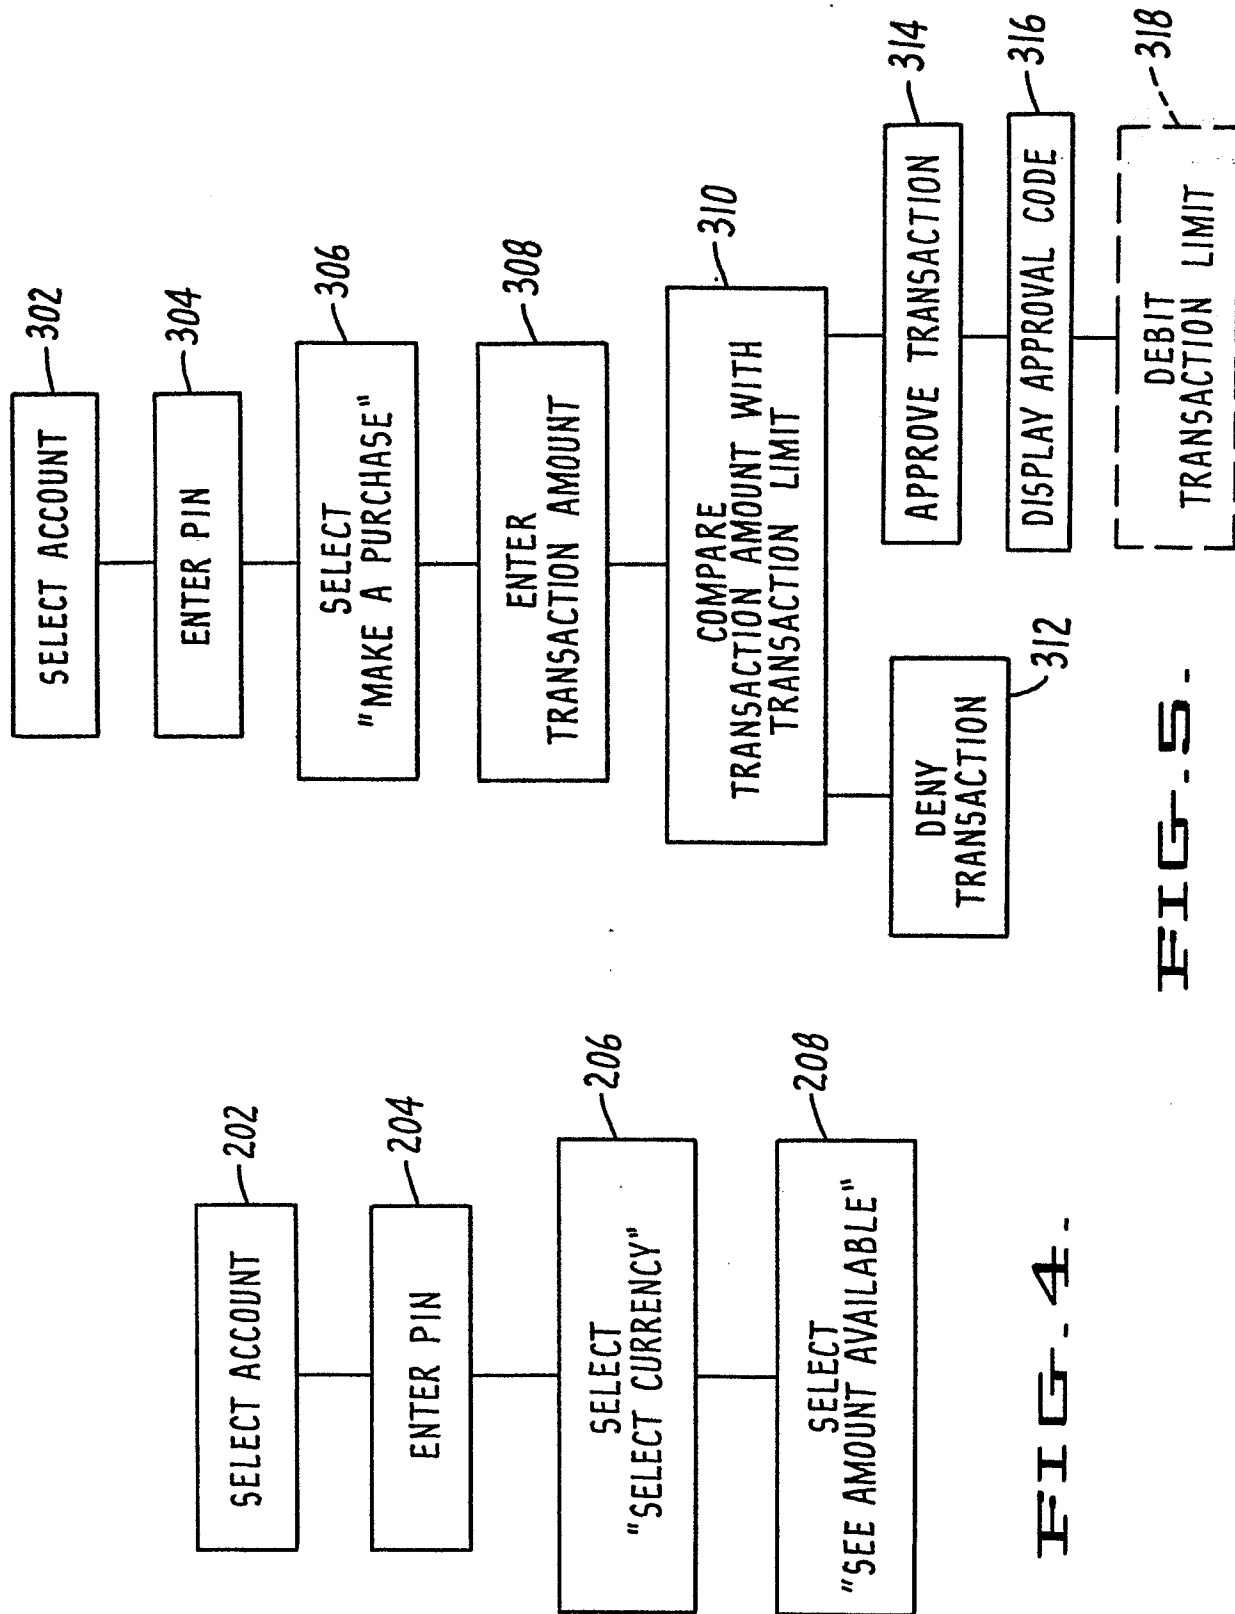 202
SELECT ACCOUNT
204
ENTER PIN
206
SELECT
"SELECT CURRENCY"
208
SELECT
"SEE AMOUNT AVAILABLE"
FIG. 4.
302
SELECT ACCOUNT
304
ENTER PIN
306
SELECT
"MAKE A PURCHASE"
308
ENTER
TRANSACTION AMOUNT
310
COMPARE
TRANSACTION AMOUNT WITH
TRANSACTION LIMIT
DENY
TRANSACTION
312
314
APPROVE TRANSACTION
316
DISPLAY APPROVAL CODE
318
DEBIT
TRANSACTION LIMIT
FIG. 5.